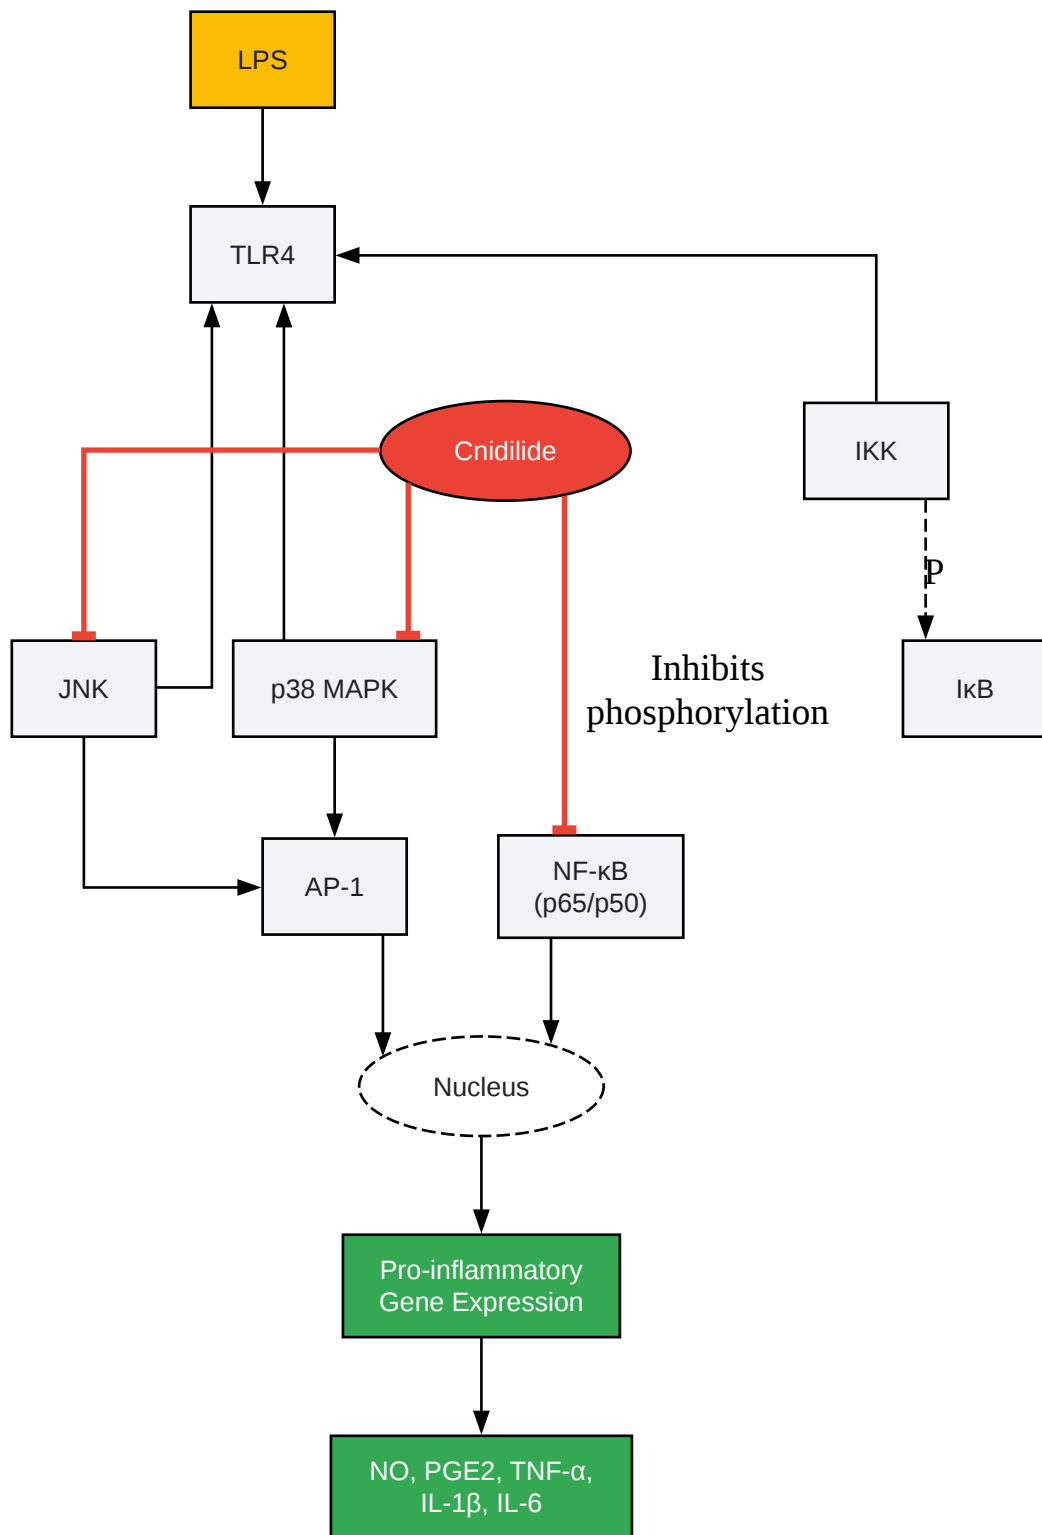 LPS
TLR4
Cnidilide
IKK
P
JNK
p38 MAPK
Inhibits
phosphorylation
IκB
AP-1
NF-κB
(p65/p50)
Nucleus
Pro-inflammatory
Gene Expression
NO, PGE2, TNF-α,
IL-1β, IL-6